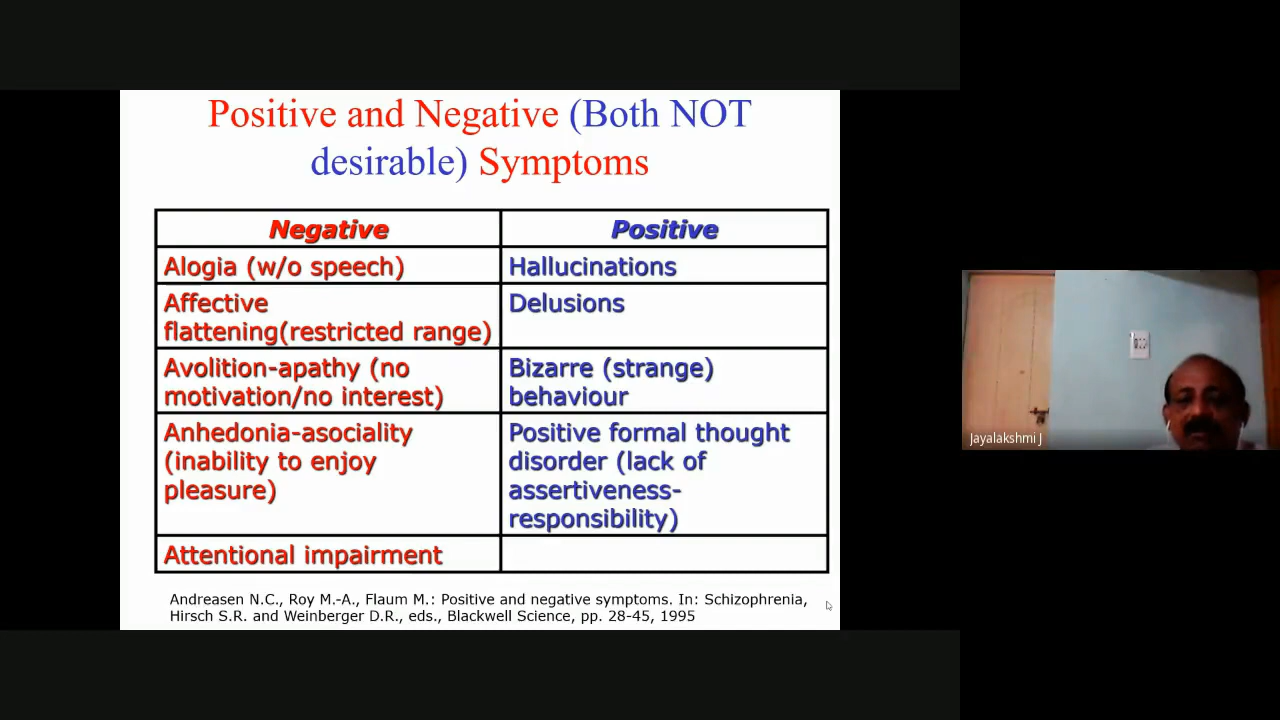 Positive and Negative (Both NOT
desirable) Symptoms
Negative
Positive
Alogia (w/o speech)
Hallucinations
Affective
flattening(restricted range)
Delusions
Avolition-apathy (no
motivation/no interest)
Bizarre (strange)
behaviour
Anhedonia-asociality
(inability to enjoy
pleasure)
Positive formal thought
disorder (lack of
assertiveness-
responsibility)
Attentional impairment
Andreasen N.C., Roy M.-A., Flaum M.: Positive and negative symptoms. In: Schizophrenia,
Hirsch S.R. and Weinberger D.R., eds., Blackwell Science, pp. 28-45, 1995
Jayalakshmi J